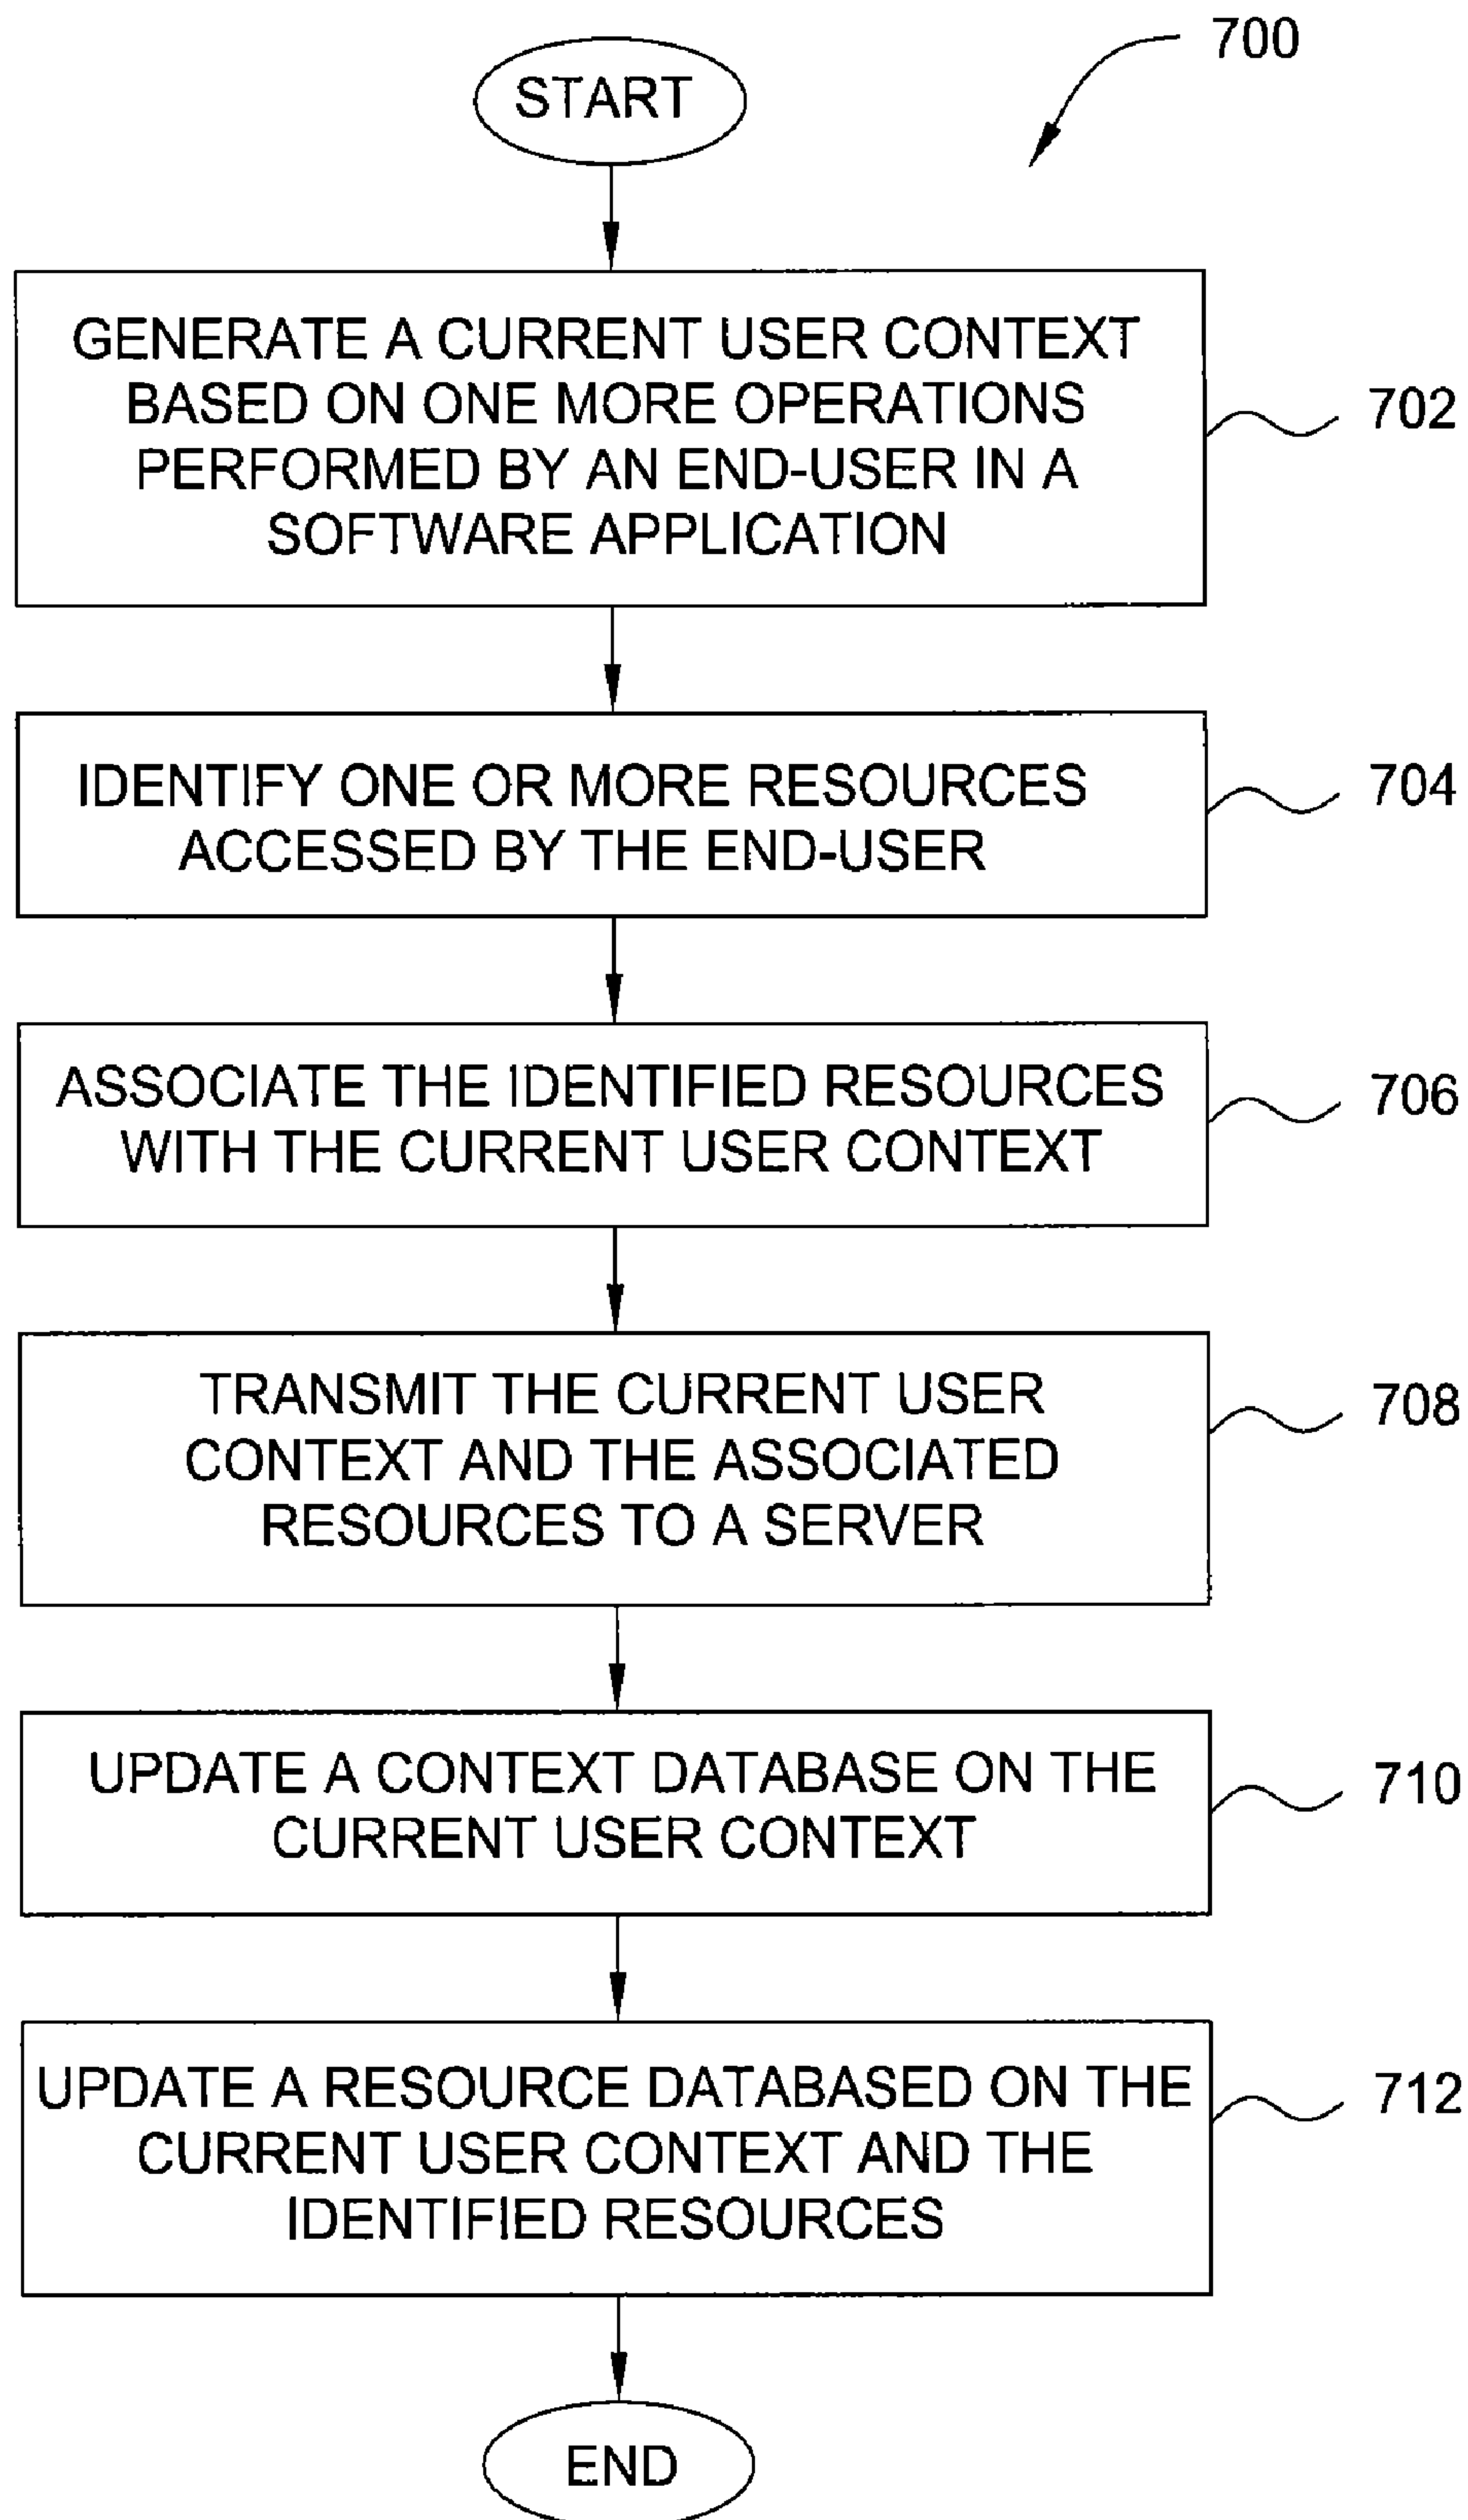 700
START
GENERATE A CURRENT USER CONTEXT
BASED ON ONE MORE OPERATIONS
PERFORMED BY AN END-USER IN A
SOFTWARE APPLICATION
702
IDENTIFY ONE OR MORE RESOURCES
ACCESSED BY THE END-USER
704
ASSOCIATE THE IDENTIFIED RESOURCES
WITH THE CURRENT USER CONTEXT
706
TRANSMIT THE CURRENT USER
CONTEXT AND THE ASSOCIATED
RESOURCES TO A SERVER
708
UPDATE A CONTEXT DATABASE ON THE
CURRENT USER CONTEXT
710
UPDATE A RESOURCE DATABASED ON THE
CURRENT USER CONTEXT AND THE
IDENTIFIED RESOURCES
712
END